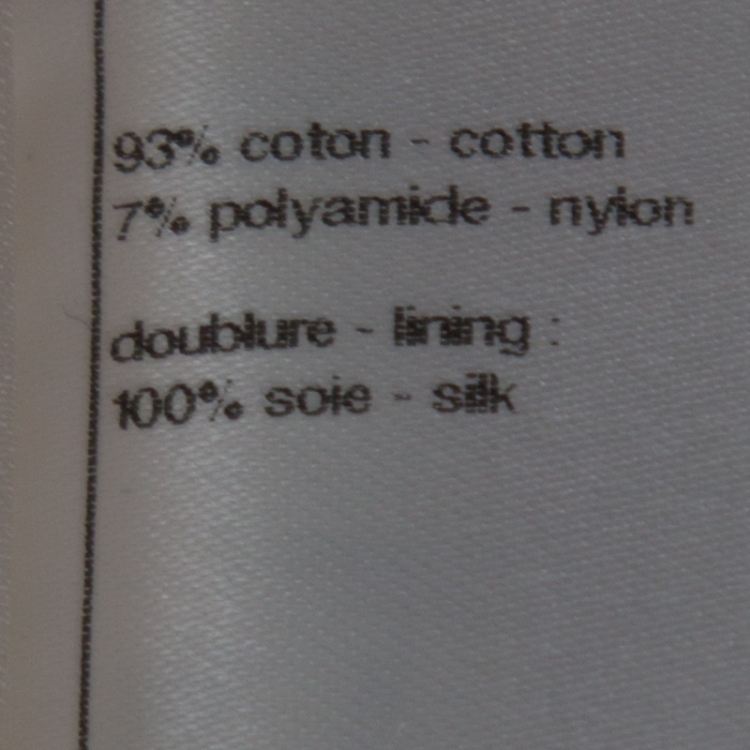 93% coton - cotton
7% polyamide - nylon
doublure - lining :
100% soie - silk